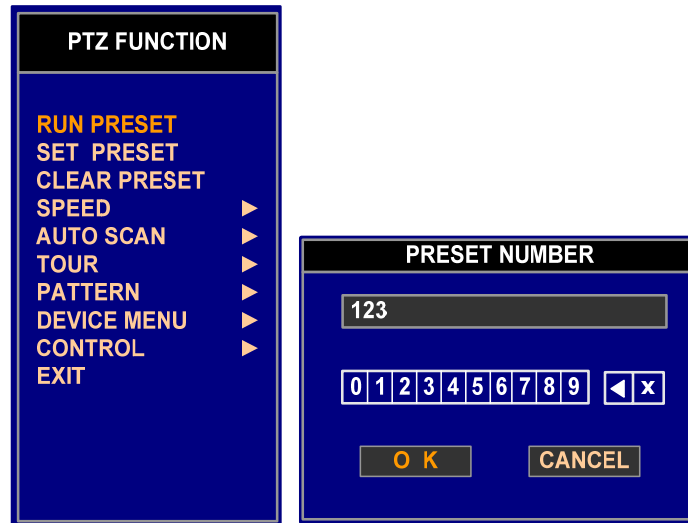 PTZ FUNCTION
RUN PRESET
SET PRESET
CLEAR PRESET
SPEED ▶
AUTO SCAN ▶
TOUR ▶
PATTERN ▶
DEVICE MENU ▶
CONTROL ▶
EXIT
PRESET NUMBER
123
0 1 2 3 4 5 6 7 8 9 ◀ x
O K CANCEL